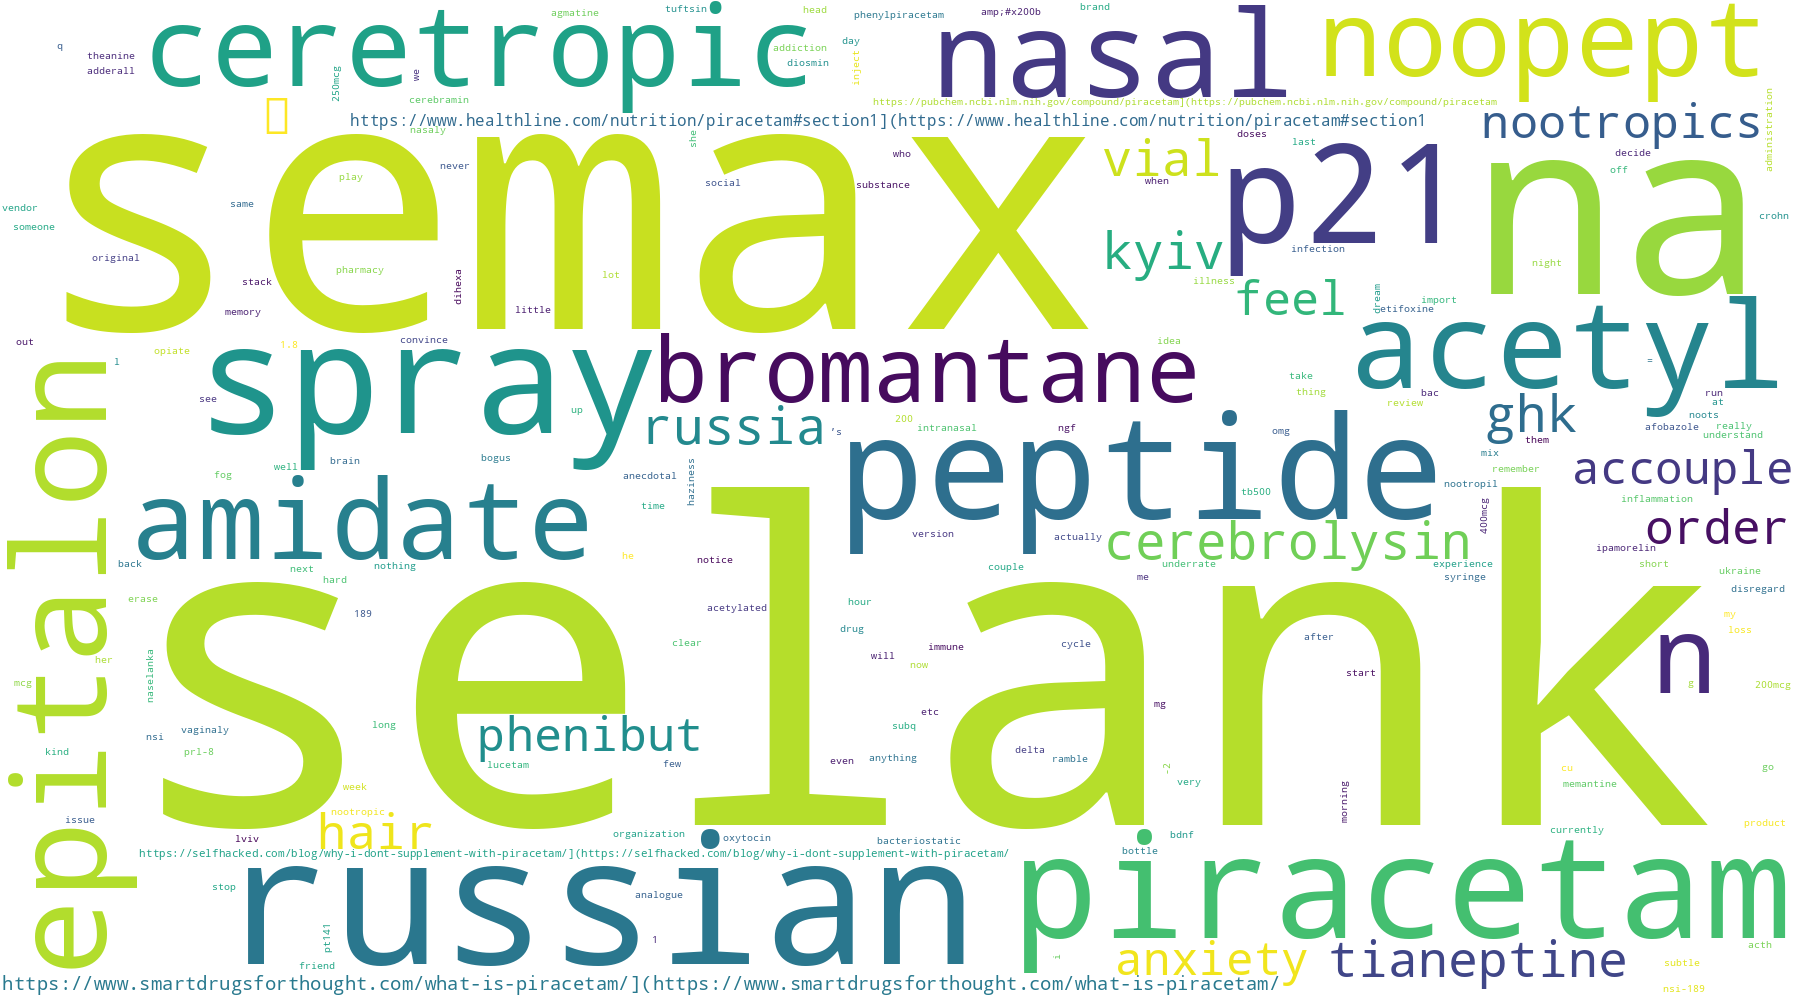 ceretropic
nasal
noopept
agmatine
tuftsin
head
phenylpiracetam
amp;#x200b
brand
q
theanine
adderall
we
250mcg
addiction
diosmin
day
inject
cerebramin
https://pubchem.ncbi.nlm.nih.gov/compound/piracetam](https://pubchem.ncbi.nlm.nih.gov/compound/piracetam
https://www.healthline.com/nutrition/piracetam#section1](https://www.healthline.com/nutrition/piracetam#section1
nootropics
administration
nasaly
she
doses
last
semax
vial
p21
na
never
who
decide
off
play
social
substance
when
vendor
someone
same
crohn
original
kyiv
infection
pharmacy
lot
night
stack
dihexa
illness
feel
dream
import
memory
little
etifoxine
acetyl
out
opiate
1.8
convince
idea
l
spray
bromantane
=
see
up
take
thing
bac
review
run
at
ghk
russia
's
200
intranasal
ngf
omg
noots
really
afobazole
understand
them
fog
well
brain
bogus
haziness
anecdotal
peptide
mix
remember
accouple
nootropil
tb500
inflammation
epitalon
amidate
time
400mcg
order
version
actually
cerebrolysin
ipamorelin
back
next
nothing
he
notice
couple
underrate
experience
short
hard
me
syringe
ukraine
disregard
erase
189
acetylated
hour
selank
my
drug
after
loss
her
clear
will
immune
cycle
n
now
naselanka
mcg
start
g
200mcg
long
etc
mg
subq
nsi
vaginaly
phenibut
kind
prl-8
lucetam
few
even
anything
delta
ramble
-2
very
cu
go
memantine
week
morning
nootropic
issue
hair
product
lviv
organization
oxytocin
bacteriostatic
bdnf
currently
bottle
https://selfhacked.com/blog/why-i-dont-supplement-with-piracetam/](https://selfhacked.com/blog/why-i-dont-supplement-with-piracetam/
stop
russian
analogue
piracetam
pt141
1
friend
i
anxiety
tianeptine
acth
subtle
https://www.smartdrugsforthought.com/what-is-piracetam/](https://www.smartdrugsforthought.com/what-is-piracetam/
nsi-189